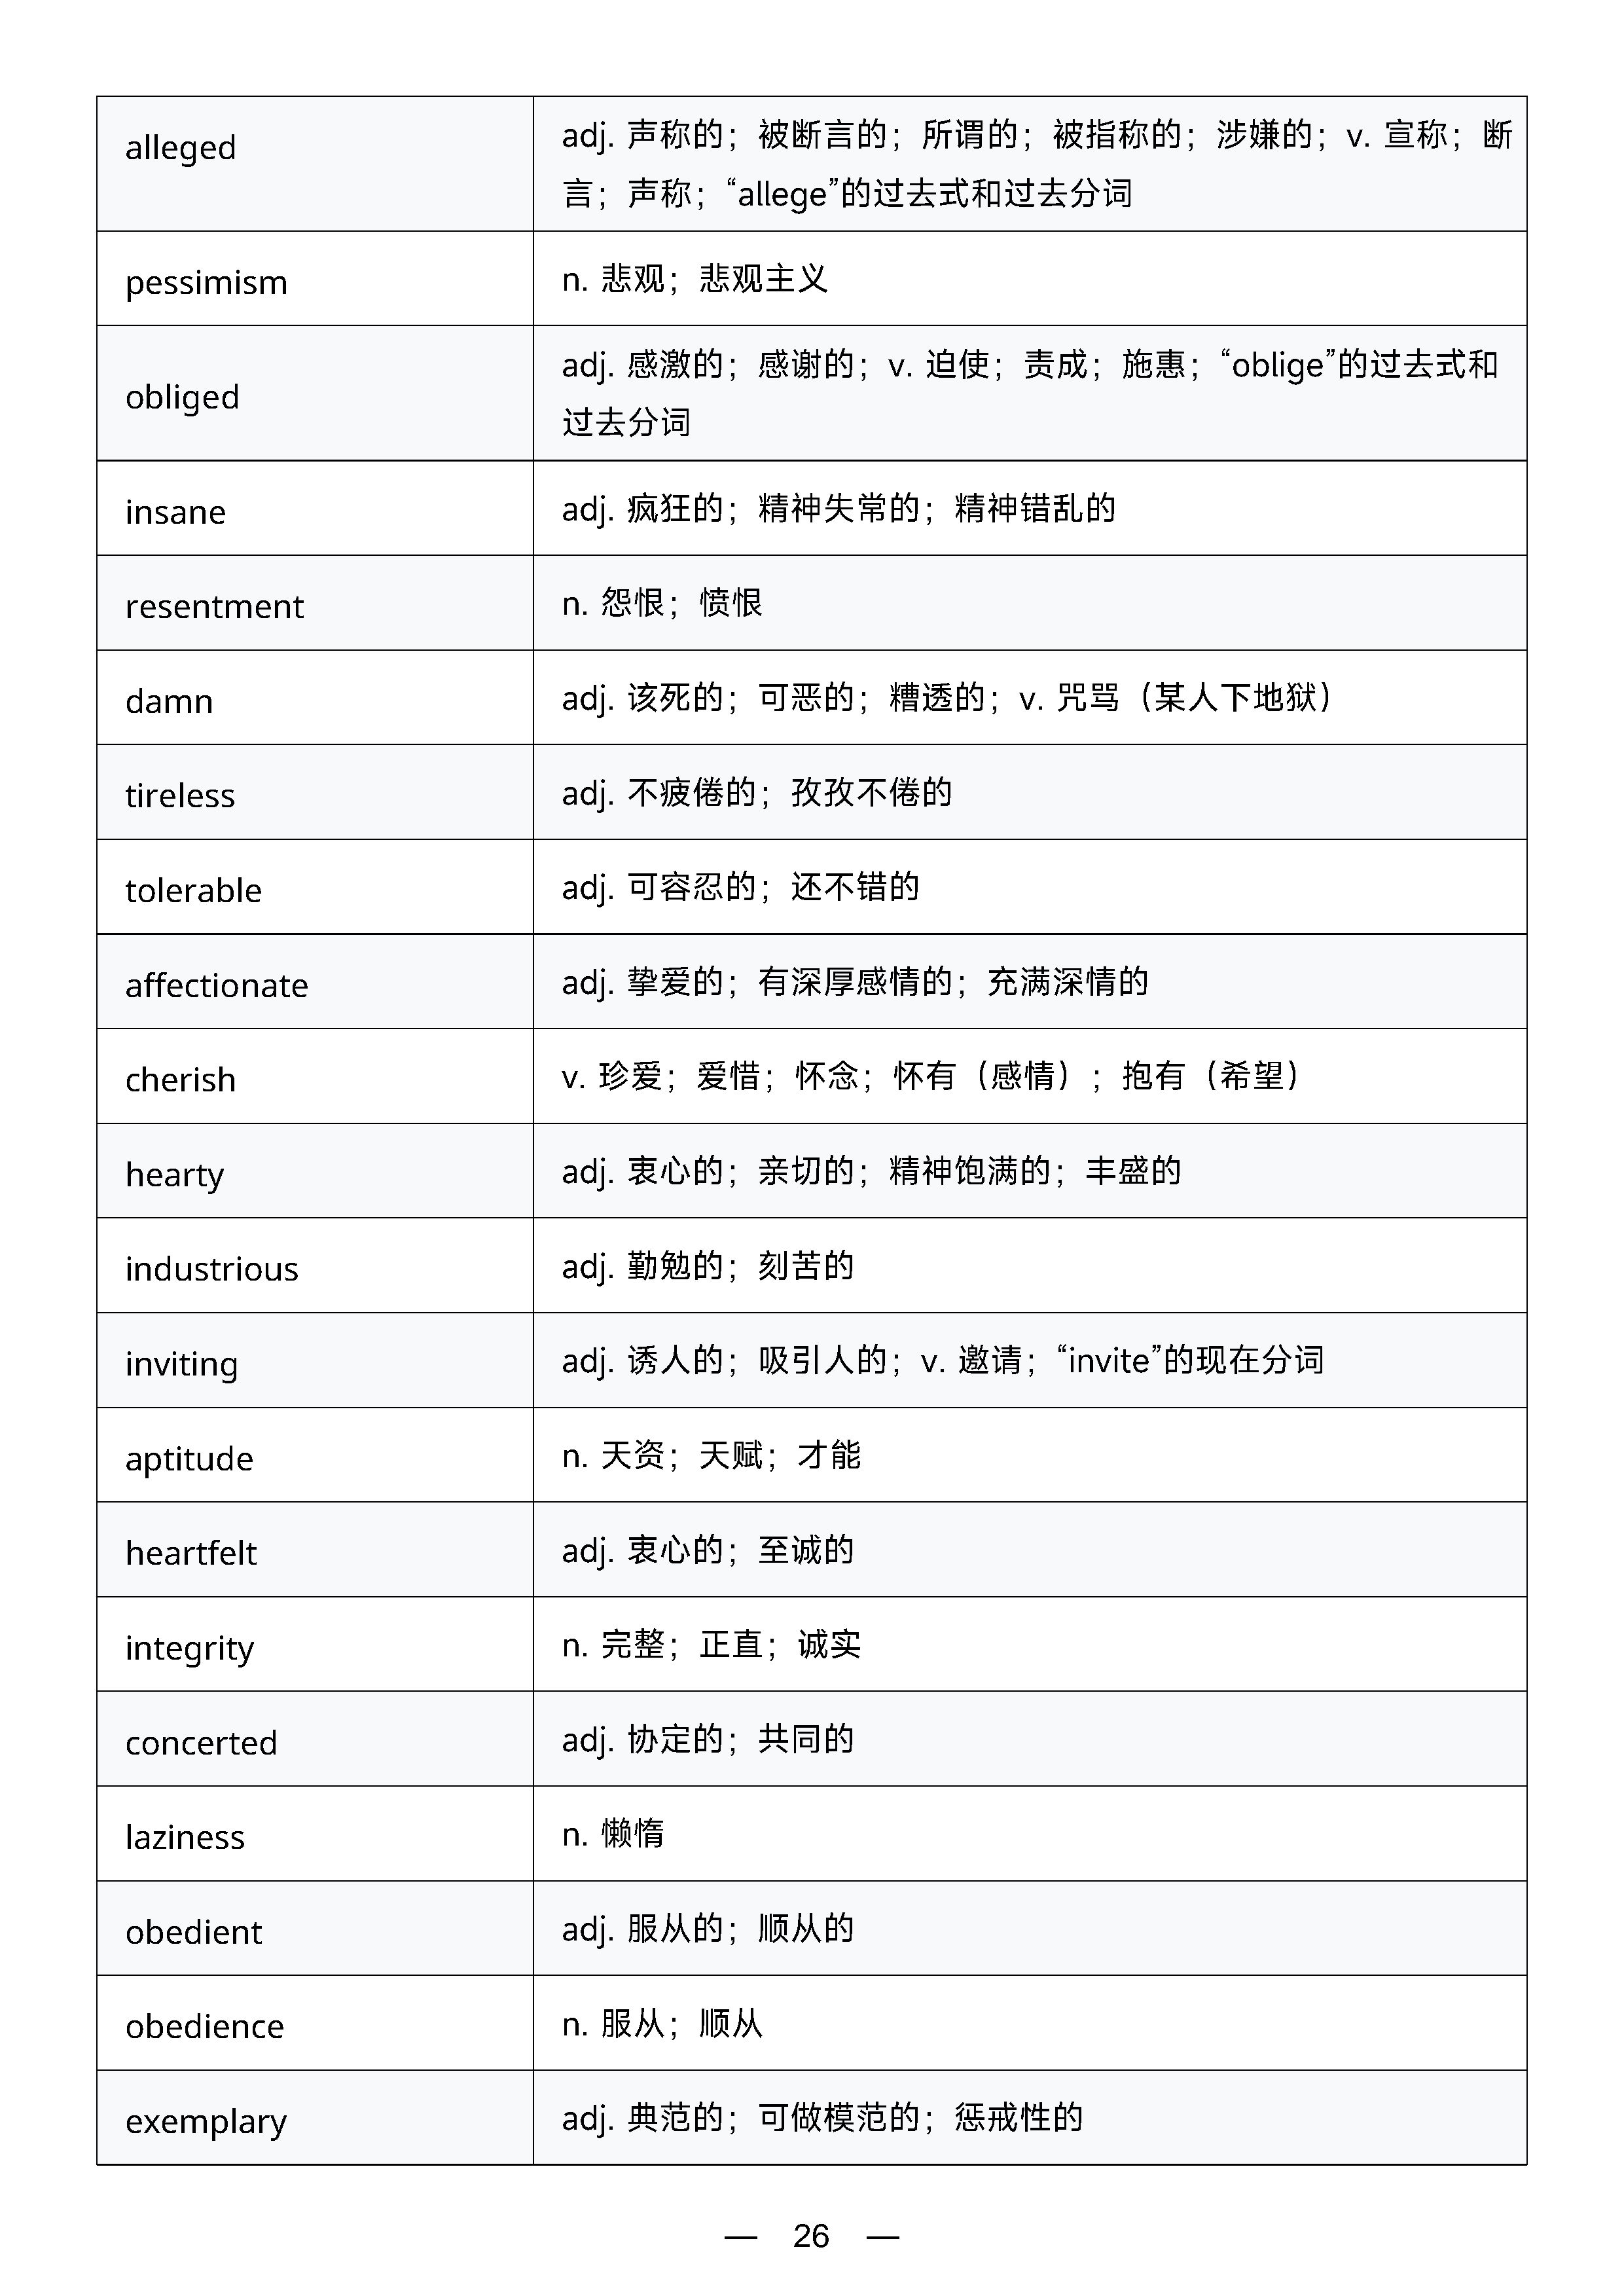 alleged
adj. 声称的；被断言的；所谓的；被指称的；涉嫌的；v. 宣称；断
言；声称；“allege”的过去式和过去分词
pessimism
n. 悲观；悲观主义
obliged
adj. 感激的；感谢的；v. 迫使；责成；施惠；“oblige”的过去式和
过去分词
insane
adj. 疯狂的；精神失常的；精神错乱的
resentment
n. 怨恨；愤恨
damn
adj. 该死的；可恶的；糟透的；v. 咒骂（某人下地狱）
tireless
adj. 不疲倦的；孜孜不倦的
tolerable
adj. 可容忍的；还不错的
affectionate
adj. 挚爱的；有深厚感情的；充满深情的
cherish
v. 珍爱；爱惜；怀念；怀有（感情）；抱有（希望）
hearty
adj. 衷心的；亲切的；精神饱满的；丰盛的
industrious
adj. 勤勉的；刻苦的
inviting
adj. 诱人的；吸引人的；v. 邀请；“invite”的现在分词
aptitude
n. 天资；天赋；才能
heartfelt
adj. 衷心的；至诚的
integrity
n. 完整；正直；诚实
concerted
adj. 协定的；共同的
laziness
n. 懒惰
obedient
adj. 服从的；顺从的
obedience
n. 服从；顺从
exemplary
adj. 典范的；可做模范的；惩戒性的
— 26 —